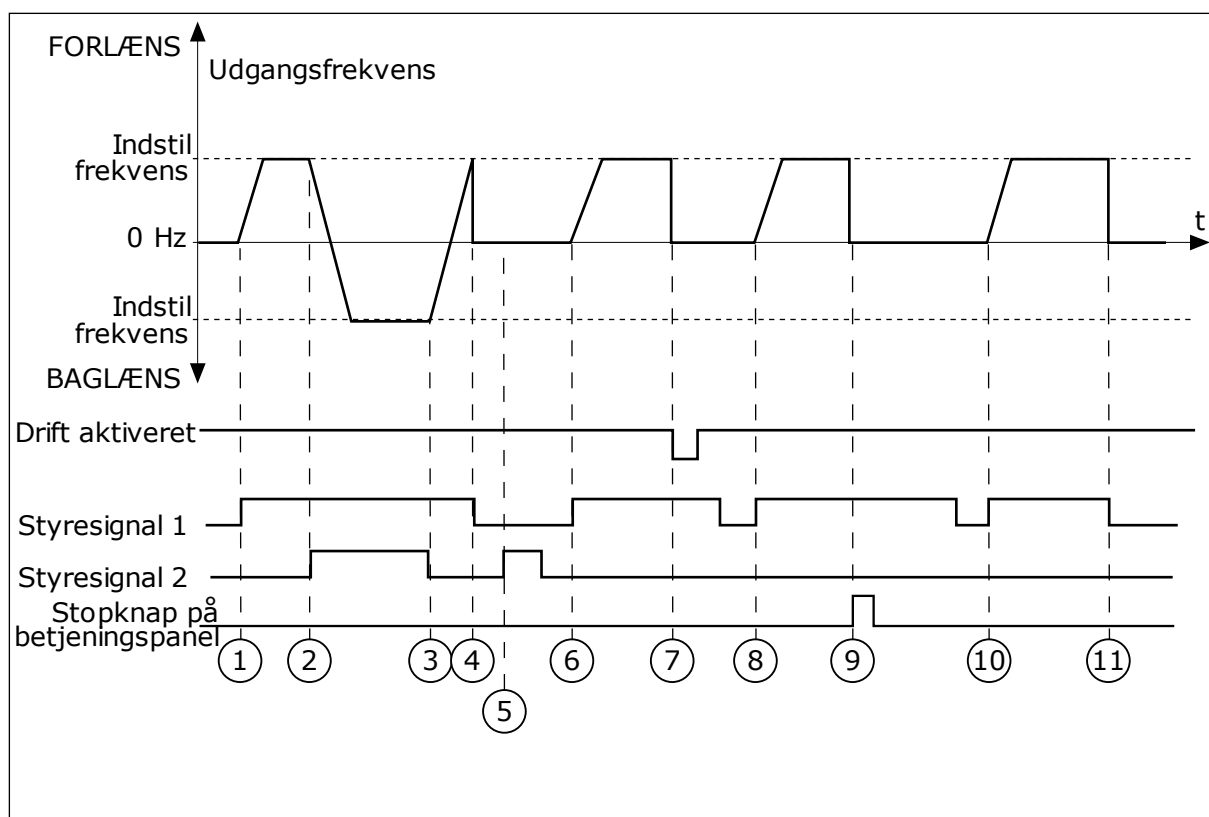 FORLÆNS
Udgangsfrekvens
Indstil
frekvens
0 Hz
t
Indstil
frekvens
BAGLÆNS
Drift aktiveret
Styresignal 1
Styresignal 2
Stopknap på
betjeningspanel
1 2 3 4 6 7 8 9 10 11
5